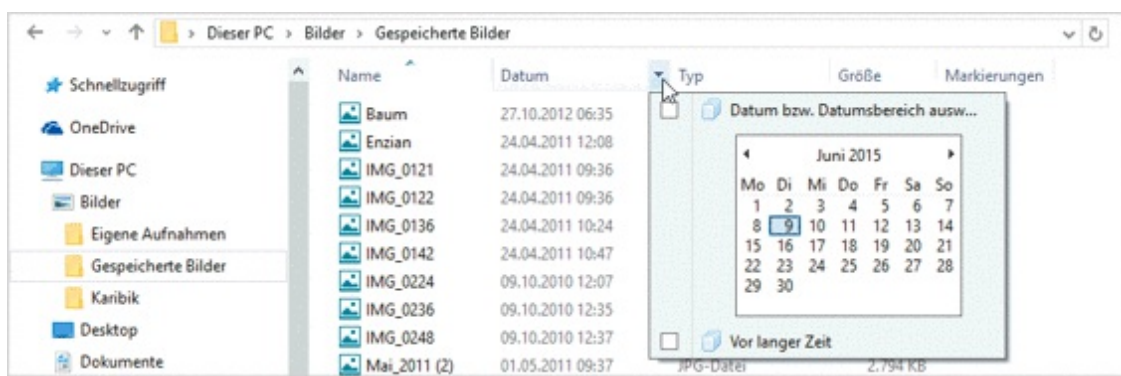 Dieser PC > Bilder > Gespeicherte Bilder
Schnellzugriff
OneDrive
Dieser PC
Bilder
Eigene Aufnahmen
Gespeicherte Bilder
Karibik
Desktop
Dokumente
Name Datum Typ Größe Markierungen
Baum 27.10.2012 06:35
Enzian 24.04.2011 12:08
IMG_0121 24.04.2011 09:36
IMG_0122 24.04.2011 09:36
IMG_0136 24.04.2011 10:24
IMG_0142 24.04.2011 10:47
IMG_0224 09.10.2010 12:07
IMG_0236 09.10.2010 12:35
IMG_0248 09.10.2010 12:37
Mai_2011 (2) 01.05.2011 09:37 JPG-Datei 2.794 KB
Datum bzw. Datumsbereich ausw...
Juni 2015
Mo Di Mi Do Fr Sa So
1 2 3 4 5 6 7
8 9 10 11 12 13 14
15 16 17 18 19 20 21
22 23 24 25 26 27 28
29 30
Vor langer Zeit